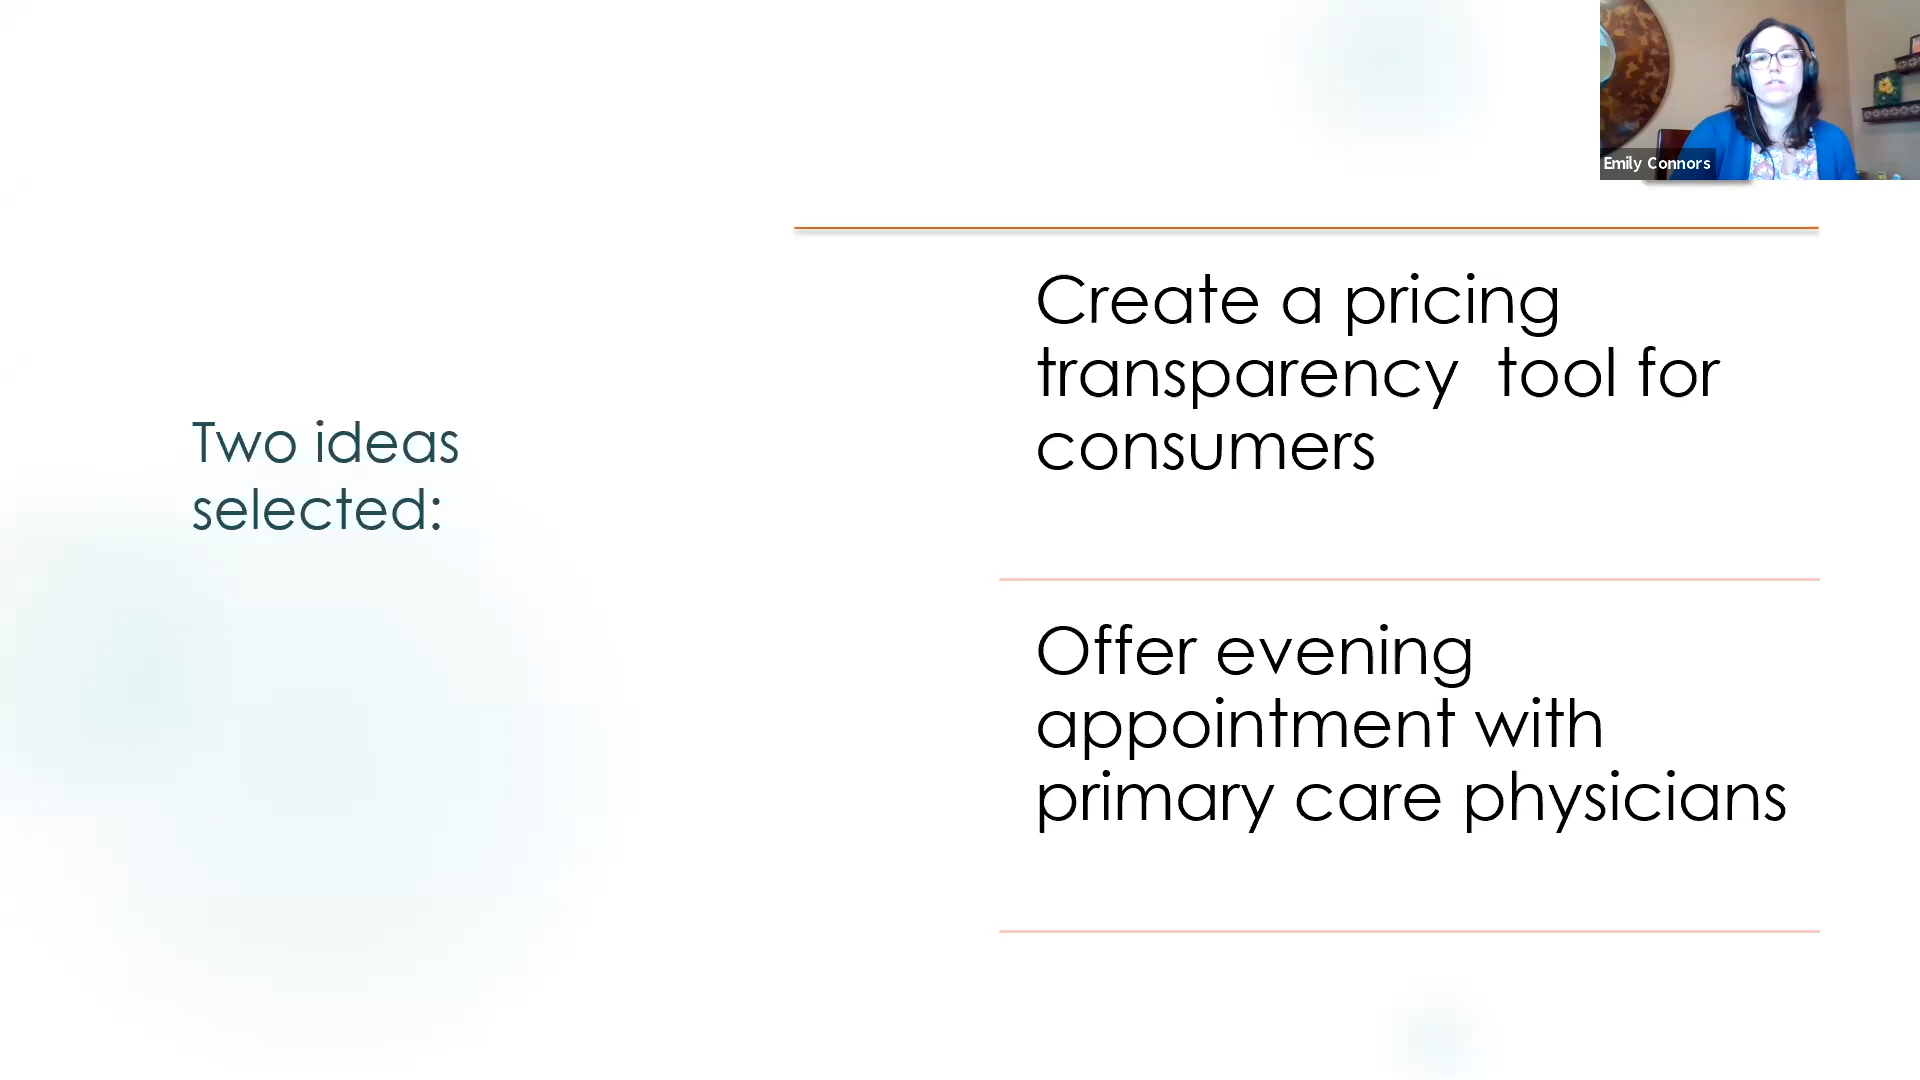 Emily Connors
Two ideas
selected:
Create a pricing
transparency  tool for
consumers
Offer evening
appointment with
primary care physicians